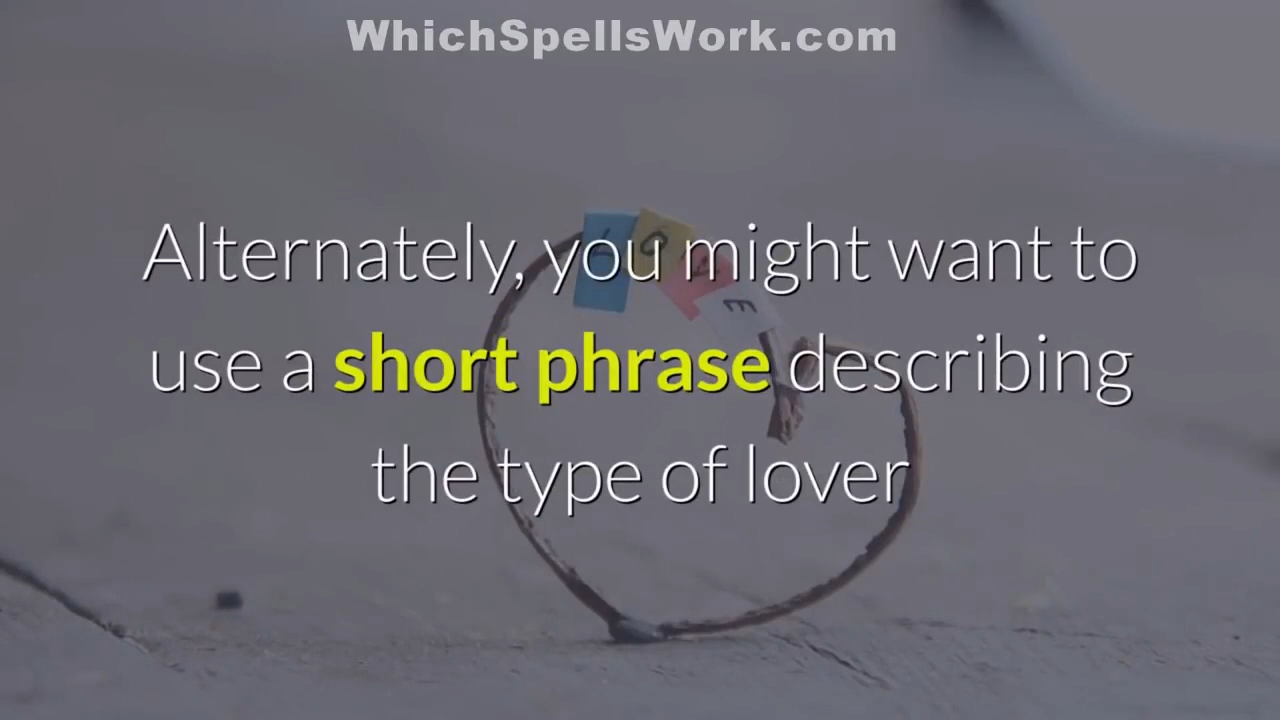 WhichSpellsWork.com
Alternately, you might want to
use a short phrase describing
the type of lover
L O V E